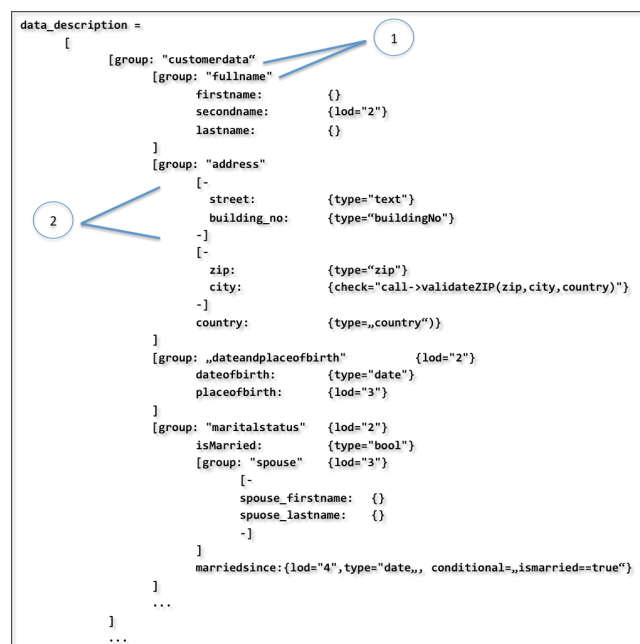 data_description =
[
[group: "customerdata“
1
[group: "fullname"
firstname: {}
secondname: {lod="2"}
lastname: {}
]
[group: "address"
[-
street: {type="text"}
2
building_no: {type=“buildingNo"}
-]
[-
zip: {type=“zip"}
city: {check="call->validateZIP(zip,city,country)"}
-]
country: {type=„country“)}
]
[group: „dateandplaceofbirth" {lod="2"}
dateofbirth: {type="date"}
placeofbirth: {lod="3"}
]
[group: "maritalstatus" {lod="2"}
isMarried: {type="bool"}
[group: "spouse" {lod="3"}
[-
spouse_firstname: {}
spuose_lastname: {}
-]
]
marriedsince:{lod="4",type="date„, conditional=„ismarried==true“}
]
...
]
...